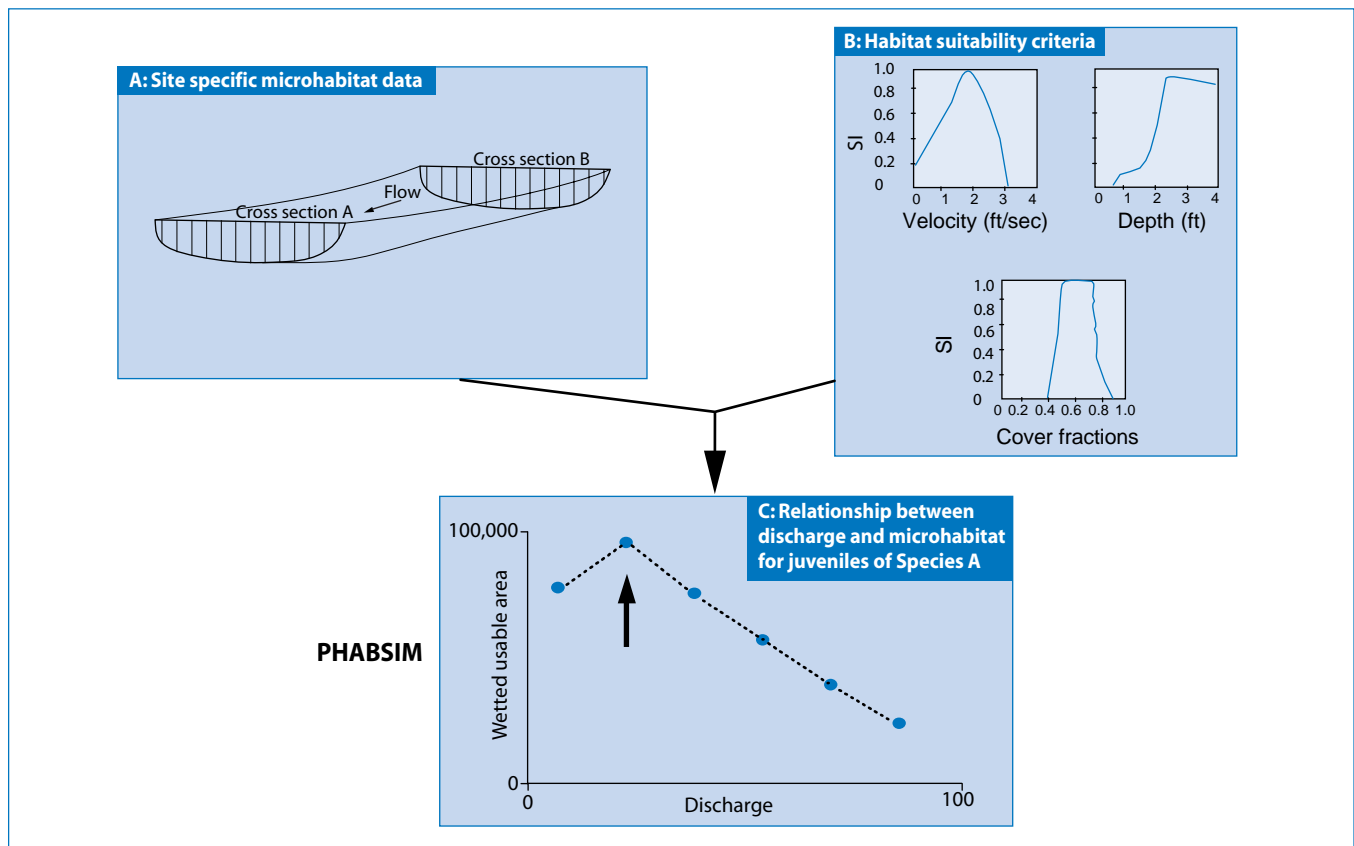 A: Site specific microhabitat data
Cross section B
Flow
Cross section A
B: Habitat suitability criteria
1.0
0.8
0.6
0.4
0.2
0
SI
0 1 2 3 4
Velocity (ft/sec)
0 1 2 3 4
Depth (ft)
1.0
0.8
0.6
0.4
0.2
0
SI
0 0.2 0.4 0.6 0.8 1.0
Cover fractions
PHABSIM
C: Relationship between
discharge and microhabitat
for juveniles of Species A
100,000
Wetted usable area
0
0
Discharge
100